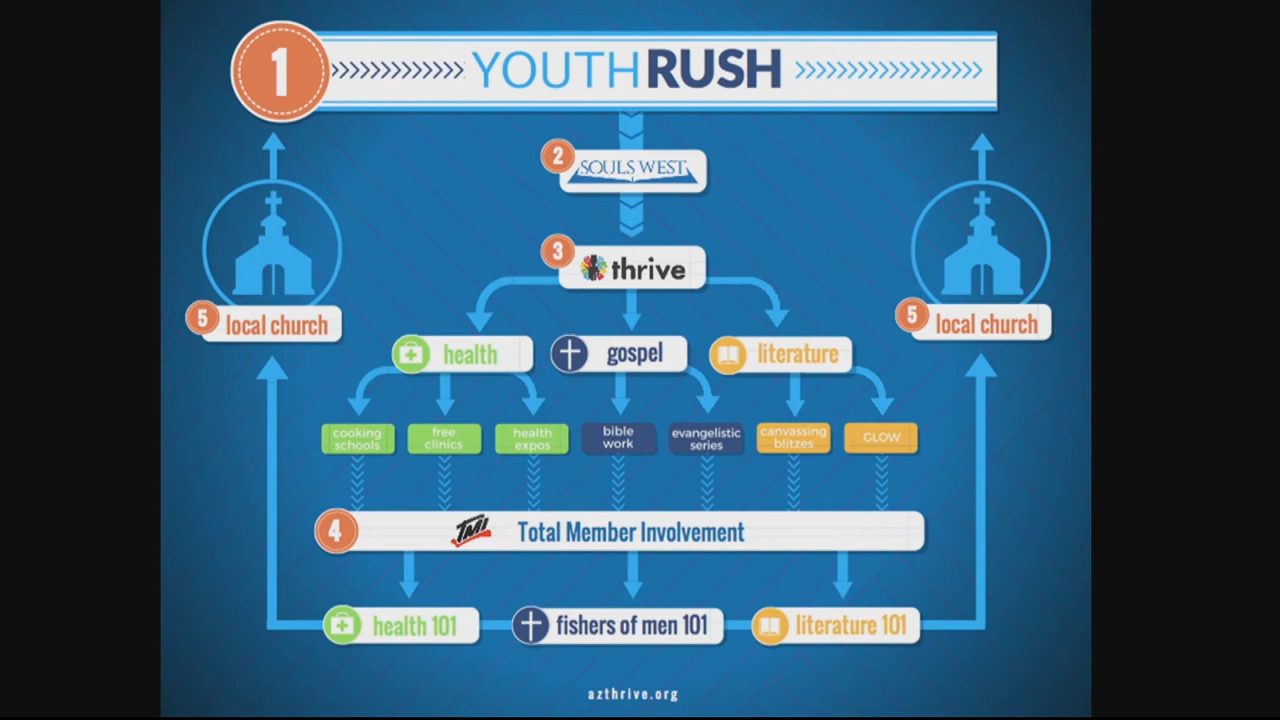 1
YOUTH RUSH
2
SOULS WEST
3
thrive
5
local church
5
local church
health
gospel
literature
cooking
schools
free
clinics
health
expos
bible
work
evangelistic
series
canvassing
blitzes
GLOW
4
TMI
Total Member Involvement
health 101
fishers of men 101
literature 101
azthrive.org